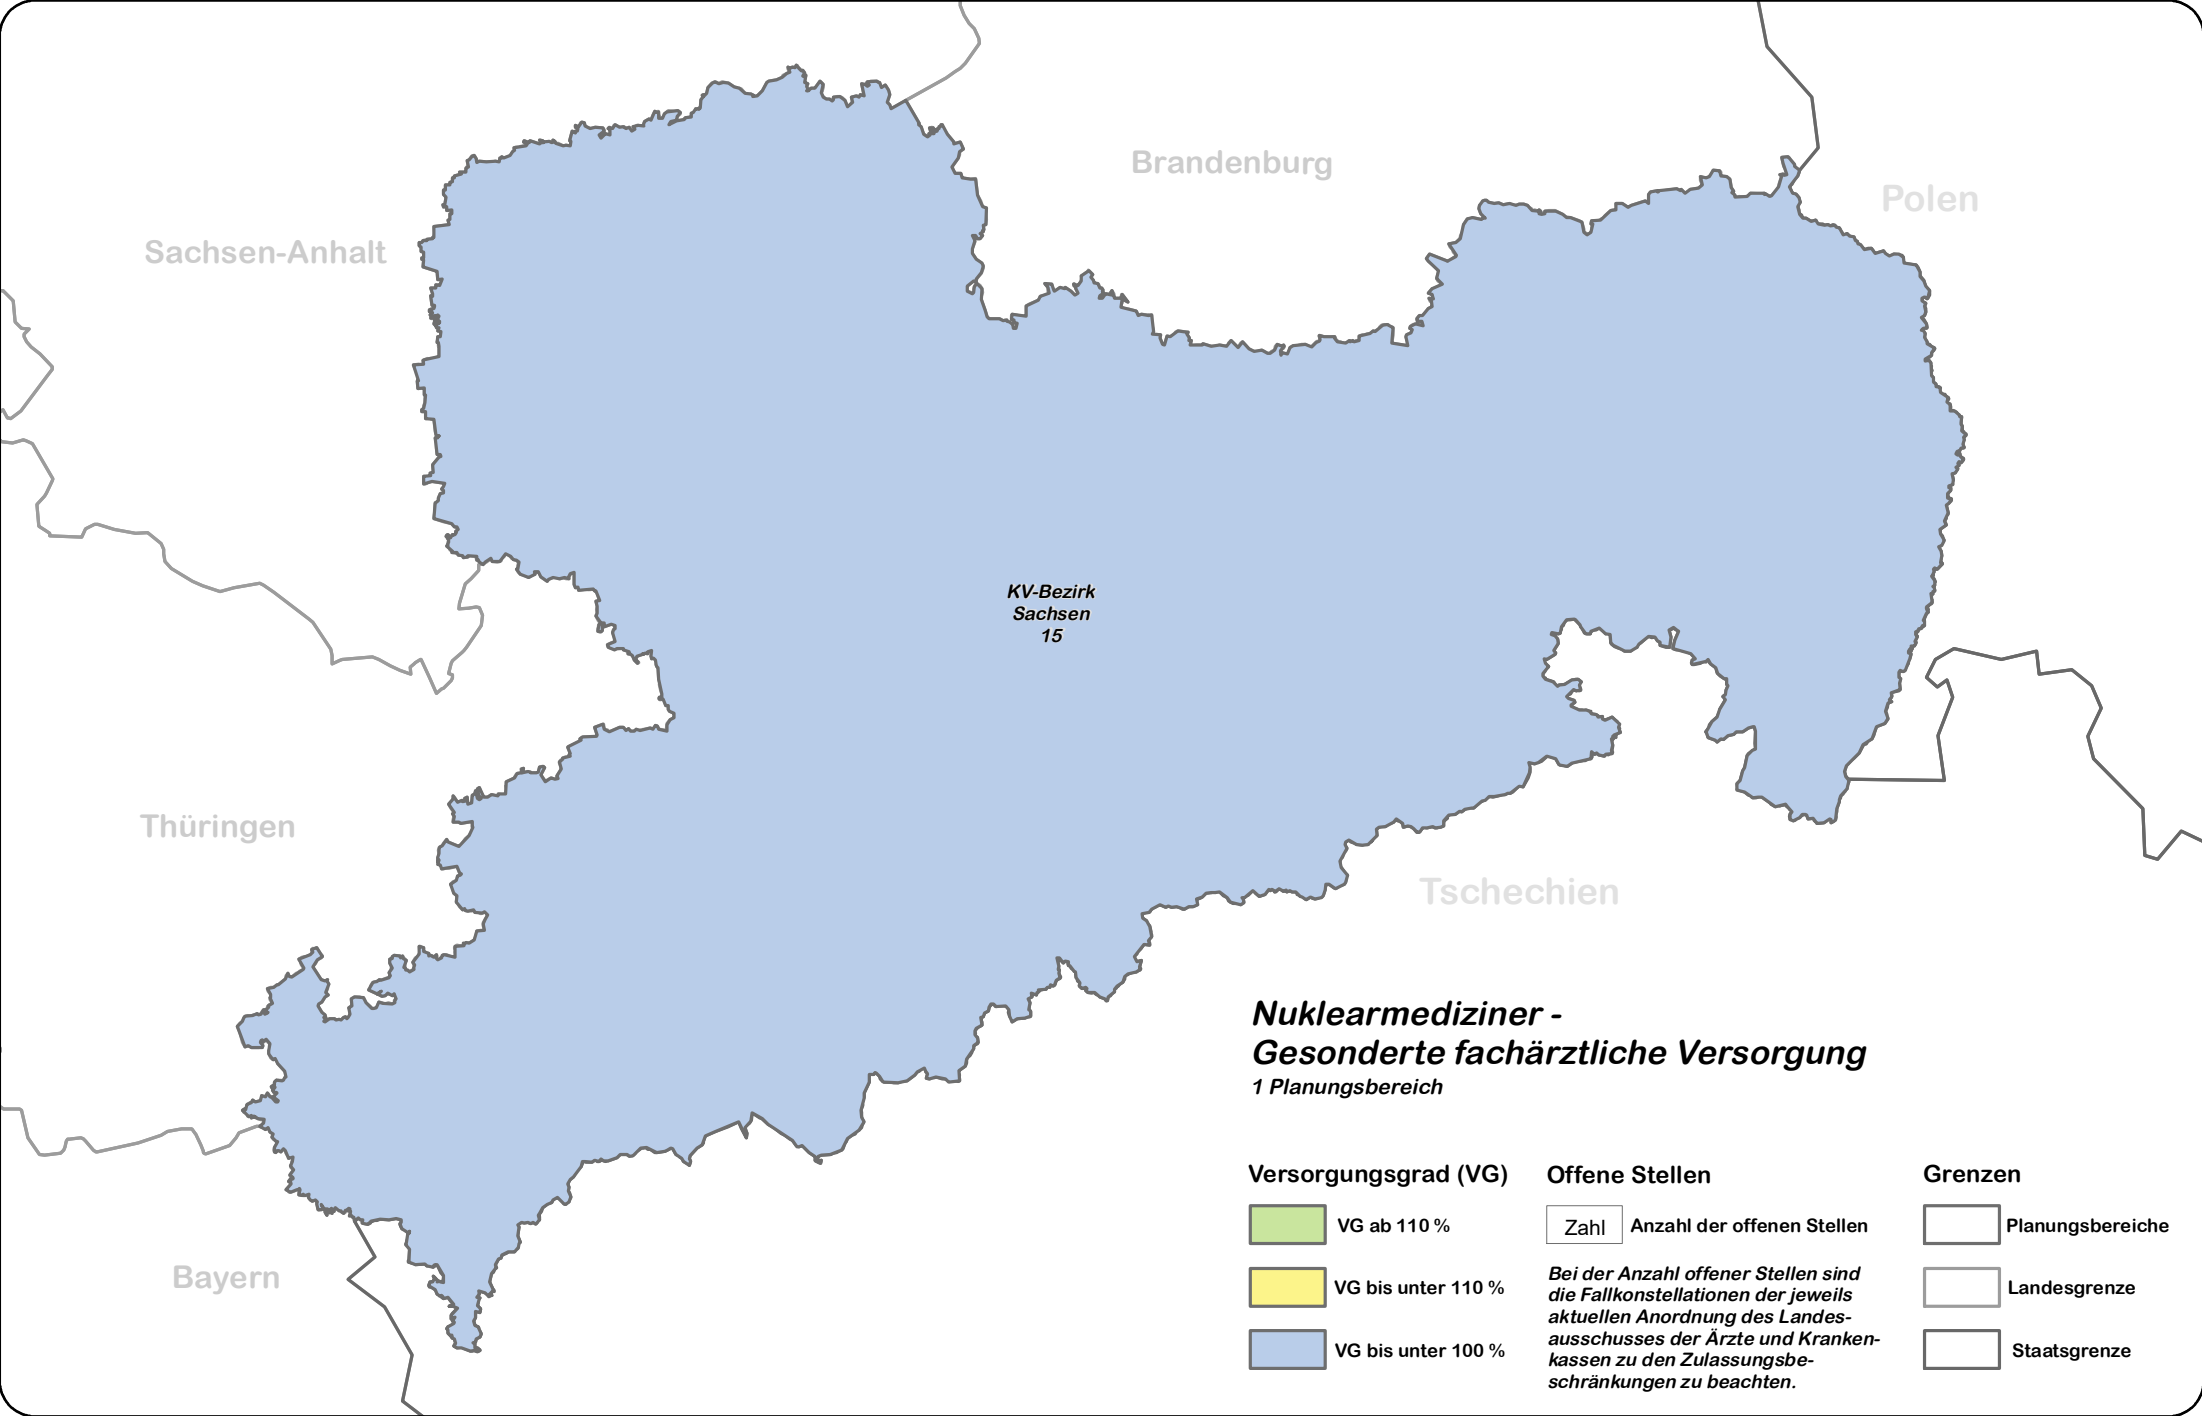 Brandenburg
Polen
Sachsen-Anhalt
KV-Bezirk
Sachsen
15
Thüringen
Tschechien
Nuklearmediziner -
Gesonderte fachärztliche Versorgung
1 Planungsbereich
Versorgungsgrad (VG)
VG ab 110 %
VG bis unter 110 %
VG bis unter 100 %
Offene Stellen
Zahl Anzahl der offenen Stellen
Bei der Anzahl offener Stellen sind
die Fallkonstellationen der jeweils
aktuellen Anordnung des Landes-
ausschusses der Ärzte und Kranken-
kassen zu den Zulassungsbe-
schränkungen zu beachten.
Grenzen
Planungsbereiche
Landesgrenze
Staatsgrenze
Bayern